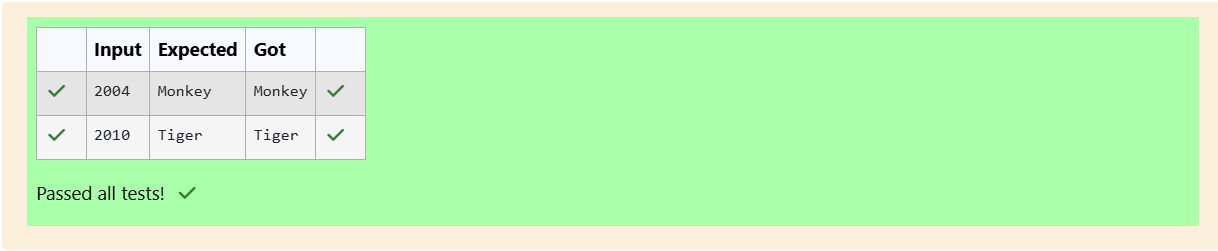 Input Expected Got
2004 Monkey Monkey
2010 Tiger Tiger
Passed all tests!